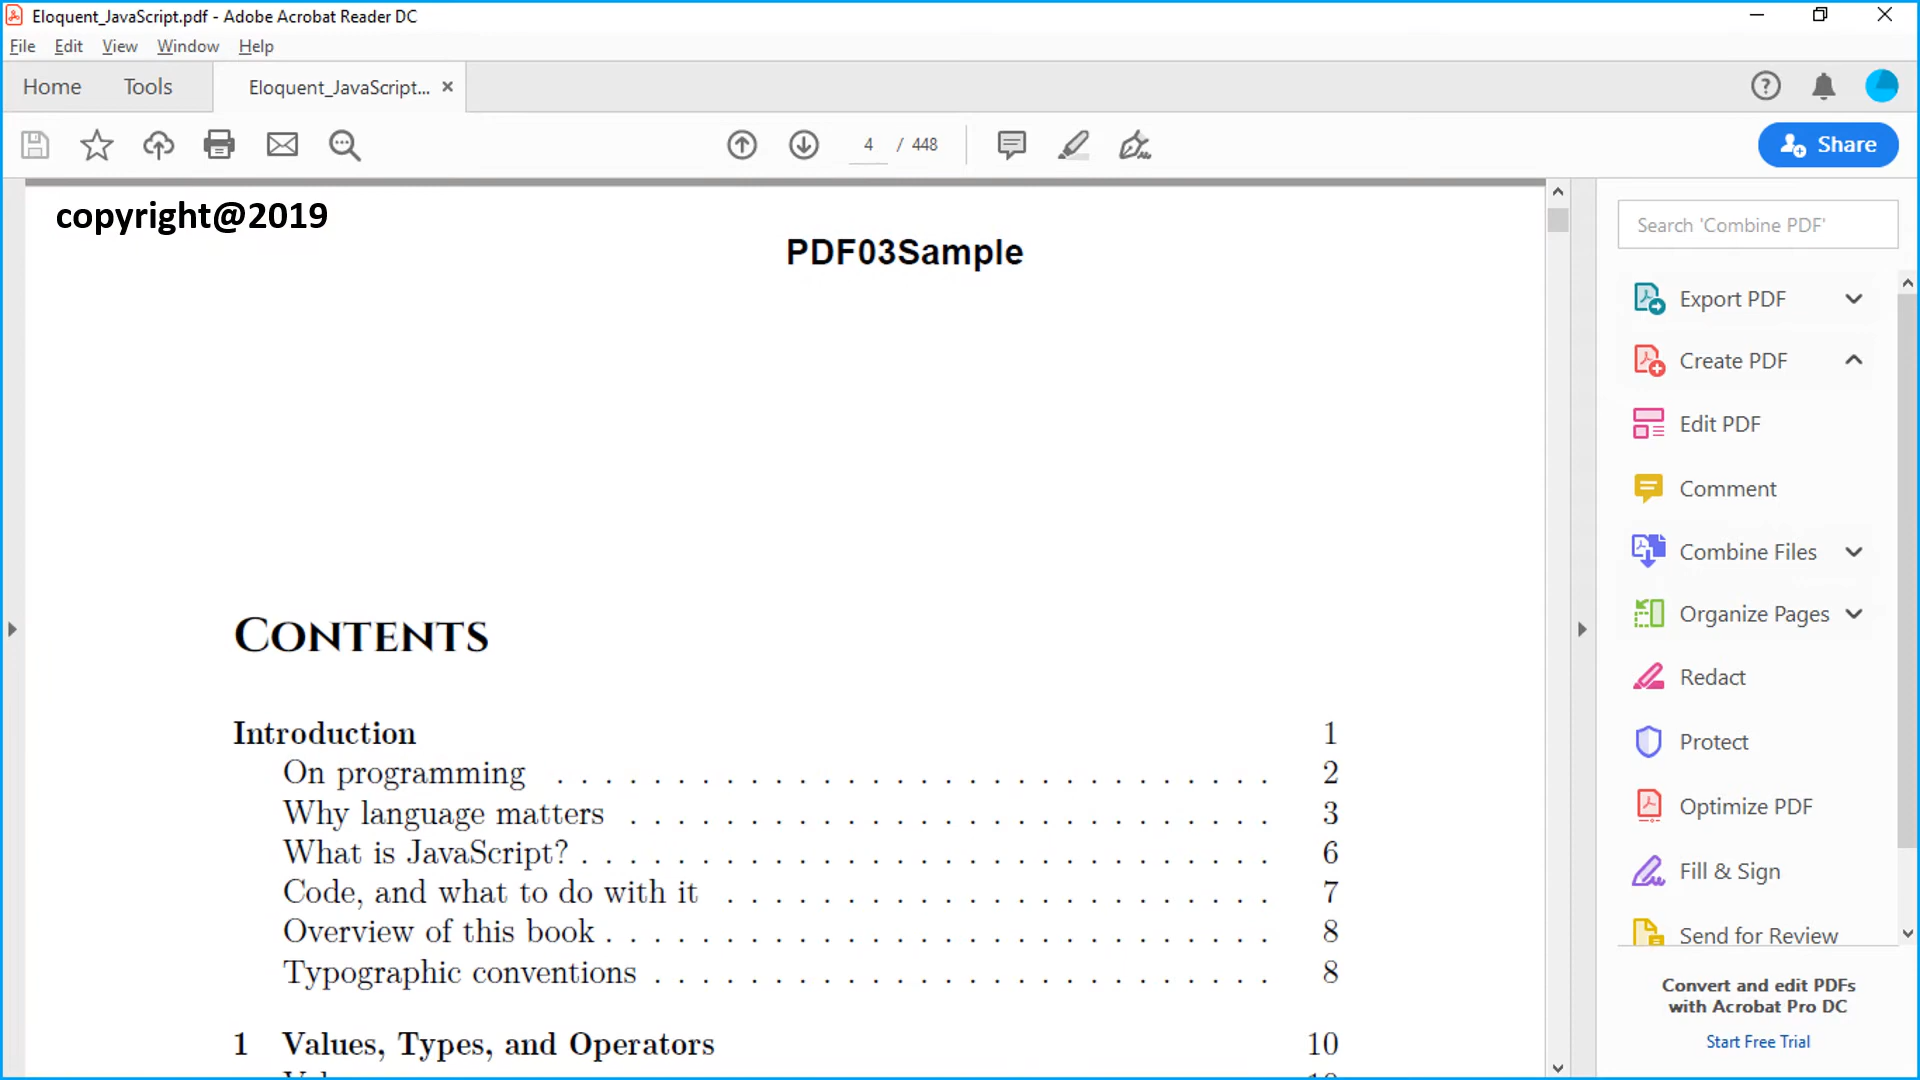 Eloquent_JavaScript.pdf - Adobe Acrobat Reader DC
File Edit View Window Help
Home Tools Eloquent_JavaScript... ×
4 / 448
Share
copyright@2019
PDF03Sample
Search 'Combine PDF'
Export PDF
Create PDF
Edit PDF
Comment
Combine Files
Organize Pages
Redact
Protect
Optimize PDF
Fill & Sign
Send for Review
Convert and edit PDFs
with Acrobat Pro DC
Start Free Trial
CONTENTS
Introduction 1
On programming . . . . . . . . . . . . . . . . . . . . . . . . . . . . . . 2
Why language matters . . . . . . . . . . . . . . . . . . . . . . . . . . . 3
What is JavaScript? . . . . . . . . . . . . . . . . . . . . . . . . . . . . . 6
Code, and what to do with it . . . . . . . . . . . . . . . . . . . . . . . 7
Overview of this book . . . . . . . . . . . . . . . . . . . . . . . . . . . . 8
Typographic conventions . . . . . . . . . . . . . . . . . . . . . . . . . . 8
1 Values, Types, and Operators 10